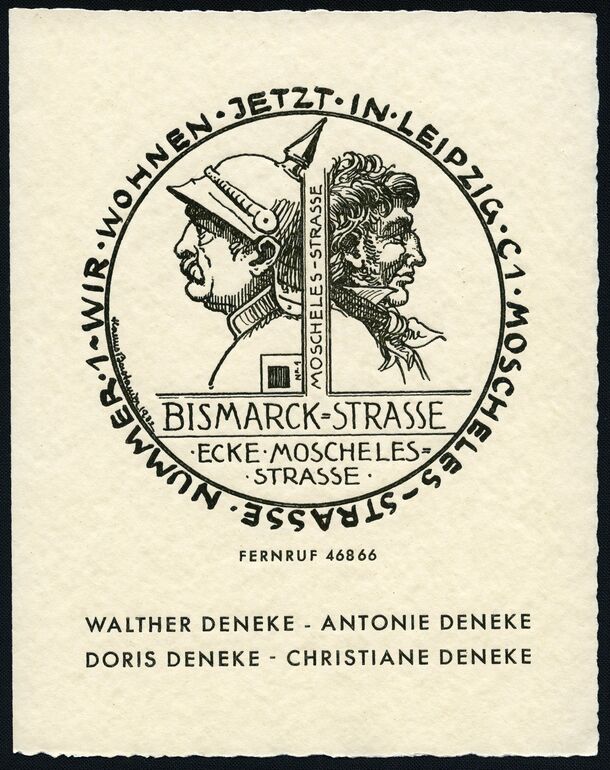 WIR · WOHNEN · JETZT · IN · LEIPZIG · C1 · MOSCHELES-STRASSE · NUMMER · 1 ~
MOSCHELES-STRASSE
Nº 1
BISMARCK=STRASSE
· ECKE · MOSCHELES=
· STRASSE ·
FERNRUF 46866
WALTHER DENEKE - ANTONIE DENEKE
DORIS DENEKE - CHRISTIANE DENEKE